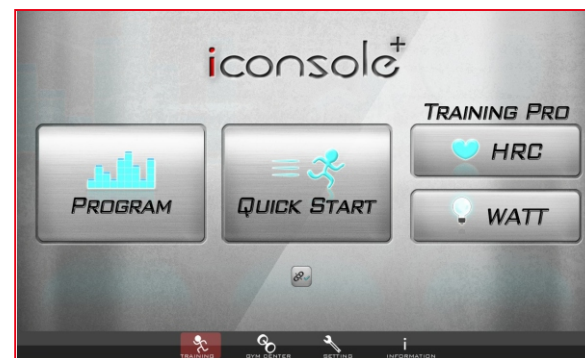 iconsole+
TRAINING PRO
PROGRAM
QUICK START
HRC
WATT
TRAINING
GYM CENTER
SETTING
INFORMATION